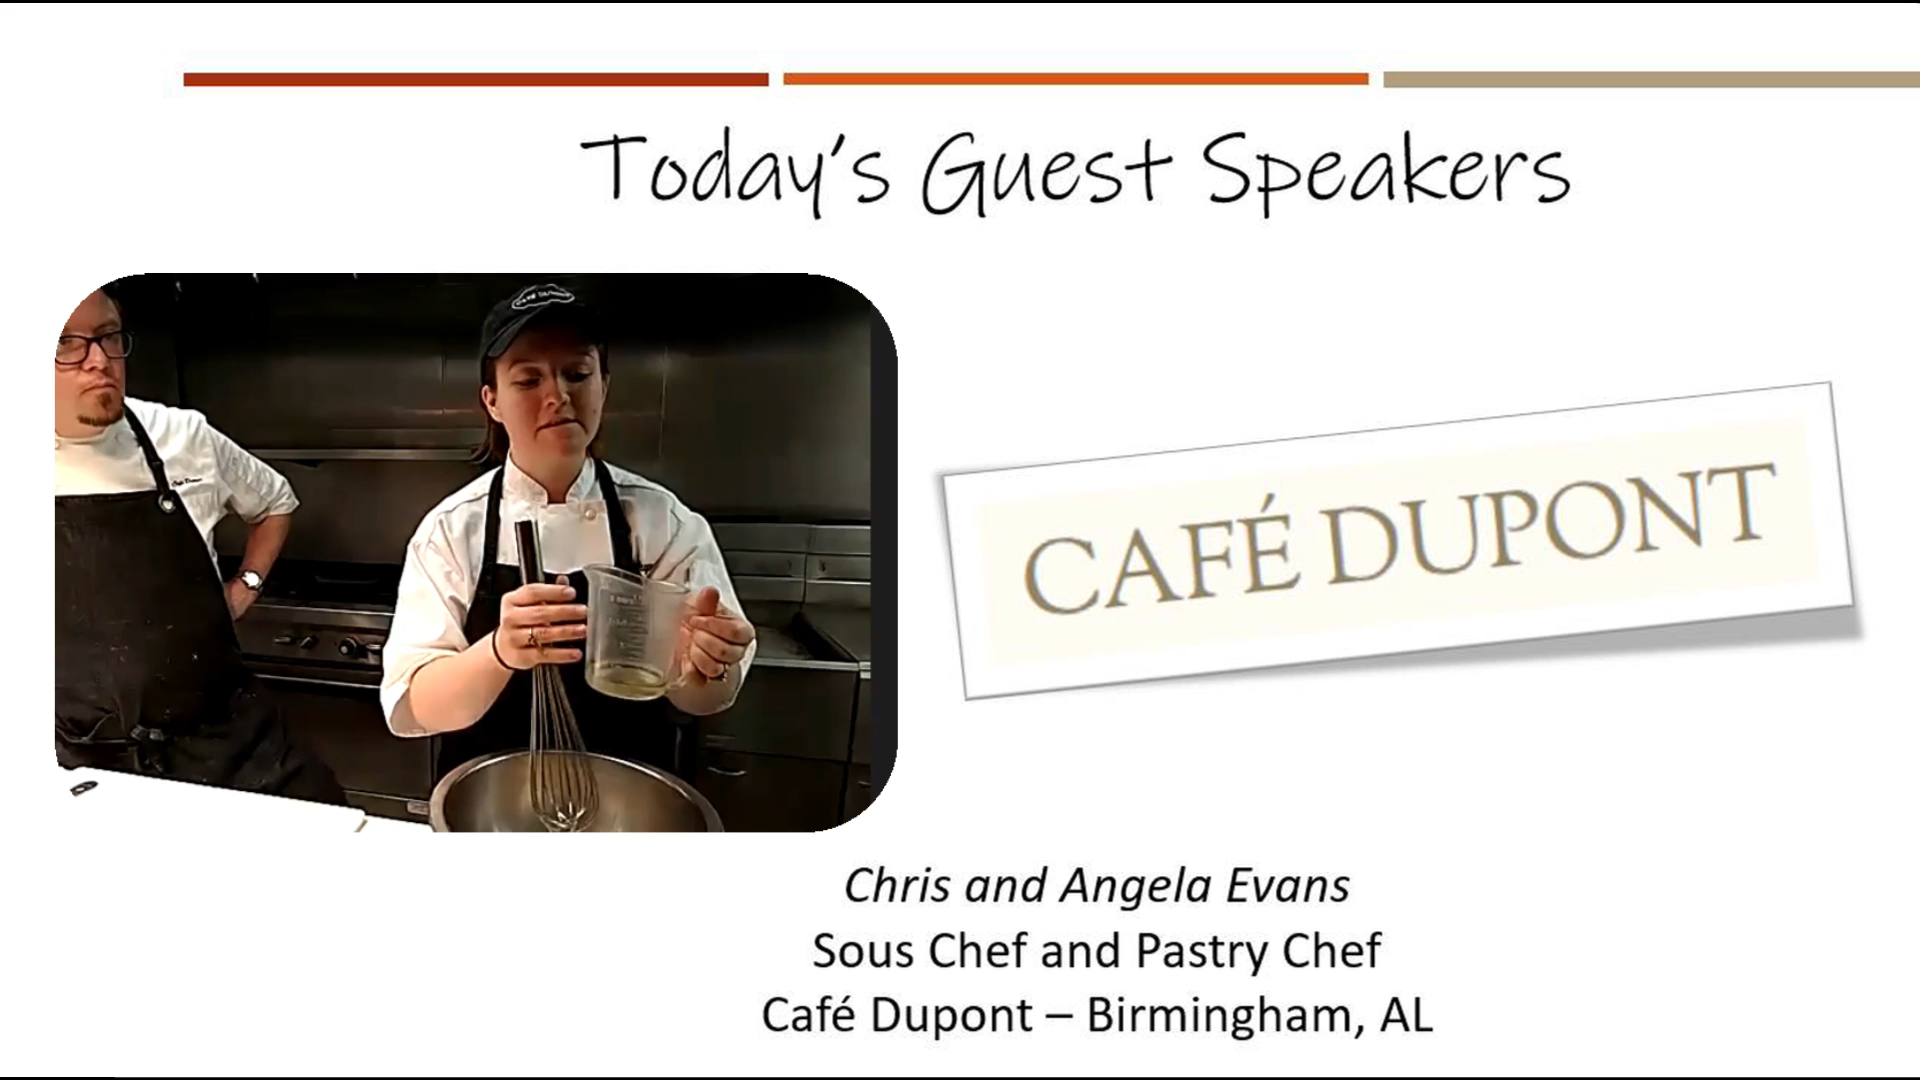 Today's Guest Speakers
CAFÉ DUPONT
Chris and Angela Evans
Sous Chef and Pastry Chef
Café Dupont – Birmingham, AL